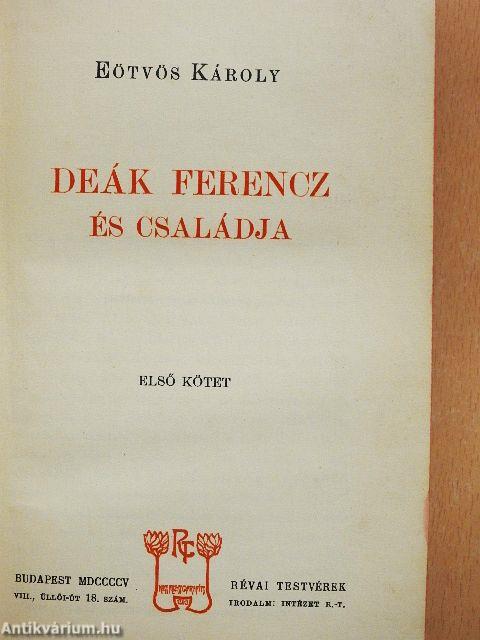 EÖTVÖS KÁROLY
DEÁK FERENCZ
ÉS CSALÁDJA
ELSŐ KÖTET
BUDAPEST MDCCCCV
VIII., ÜLLŐI-ÚT 18. SZÁM.
RÉVAI TESTVÉREK
IRODALMI INTÉZET R.-T.
Antikvárium.hu